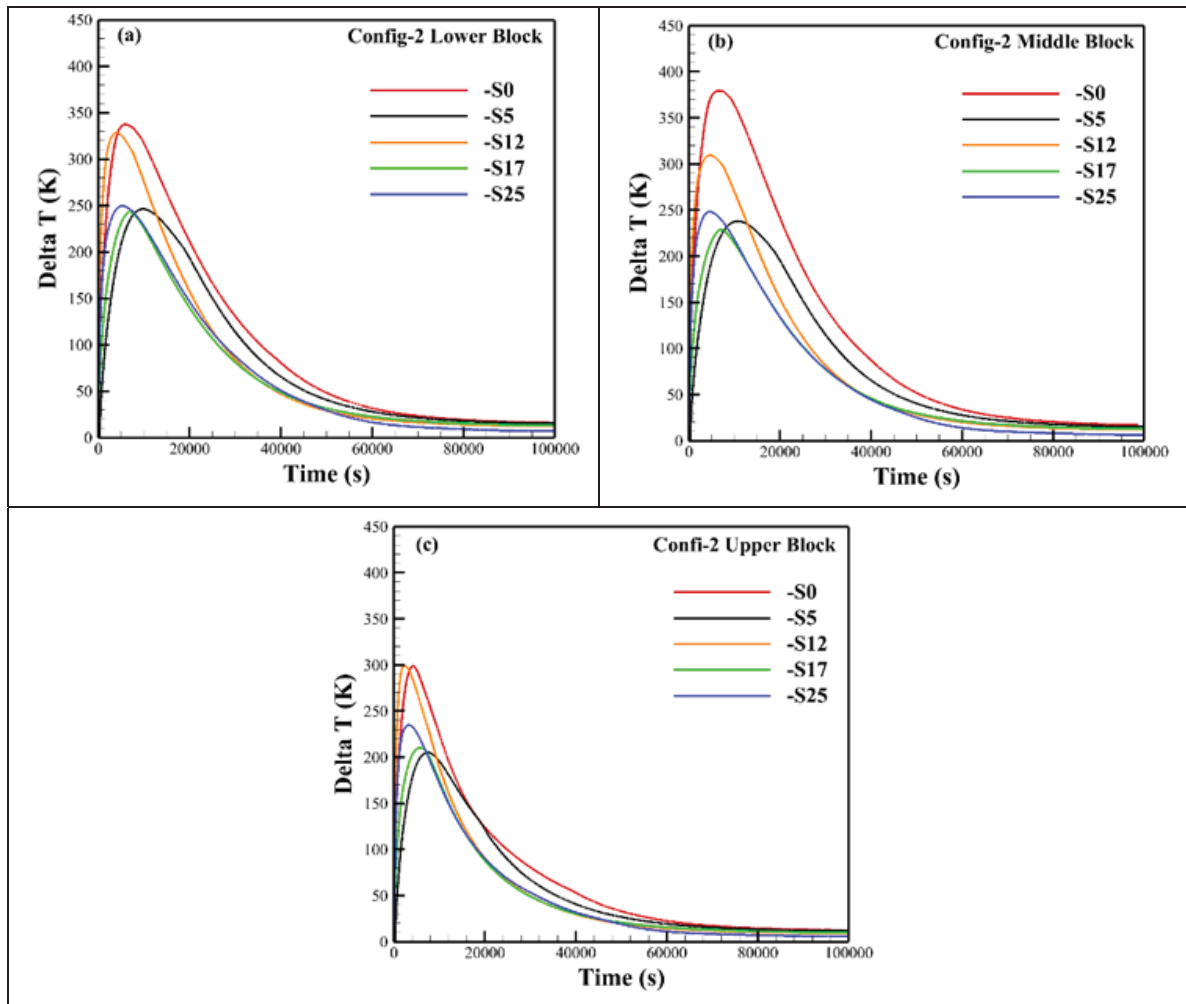 (a)
Config-2 Lower Block
450
400
350
300
250
200
150
100
50
0
Delta T (K)
-S0
-S5
-S12
-S17
-S25
0 20000 40000 60000 80000 100000
Time (s)
(b)
Config-2 Middle Block
450
400
350
300
250
200
150
100
50
0
Delta T (K)
-S0
-S5
-S12
-S17
-S25
0 20000 40000 60000 80000 100000
Time (s)
(c)
Confi-2 Upper Block
450
400
350
300
250
200
150
100
50
0
Delta T (K)
-S0
-S5
-S12
-S17
-S25
0 20000 40000 60000 80000 100000
Time (s)